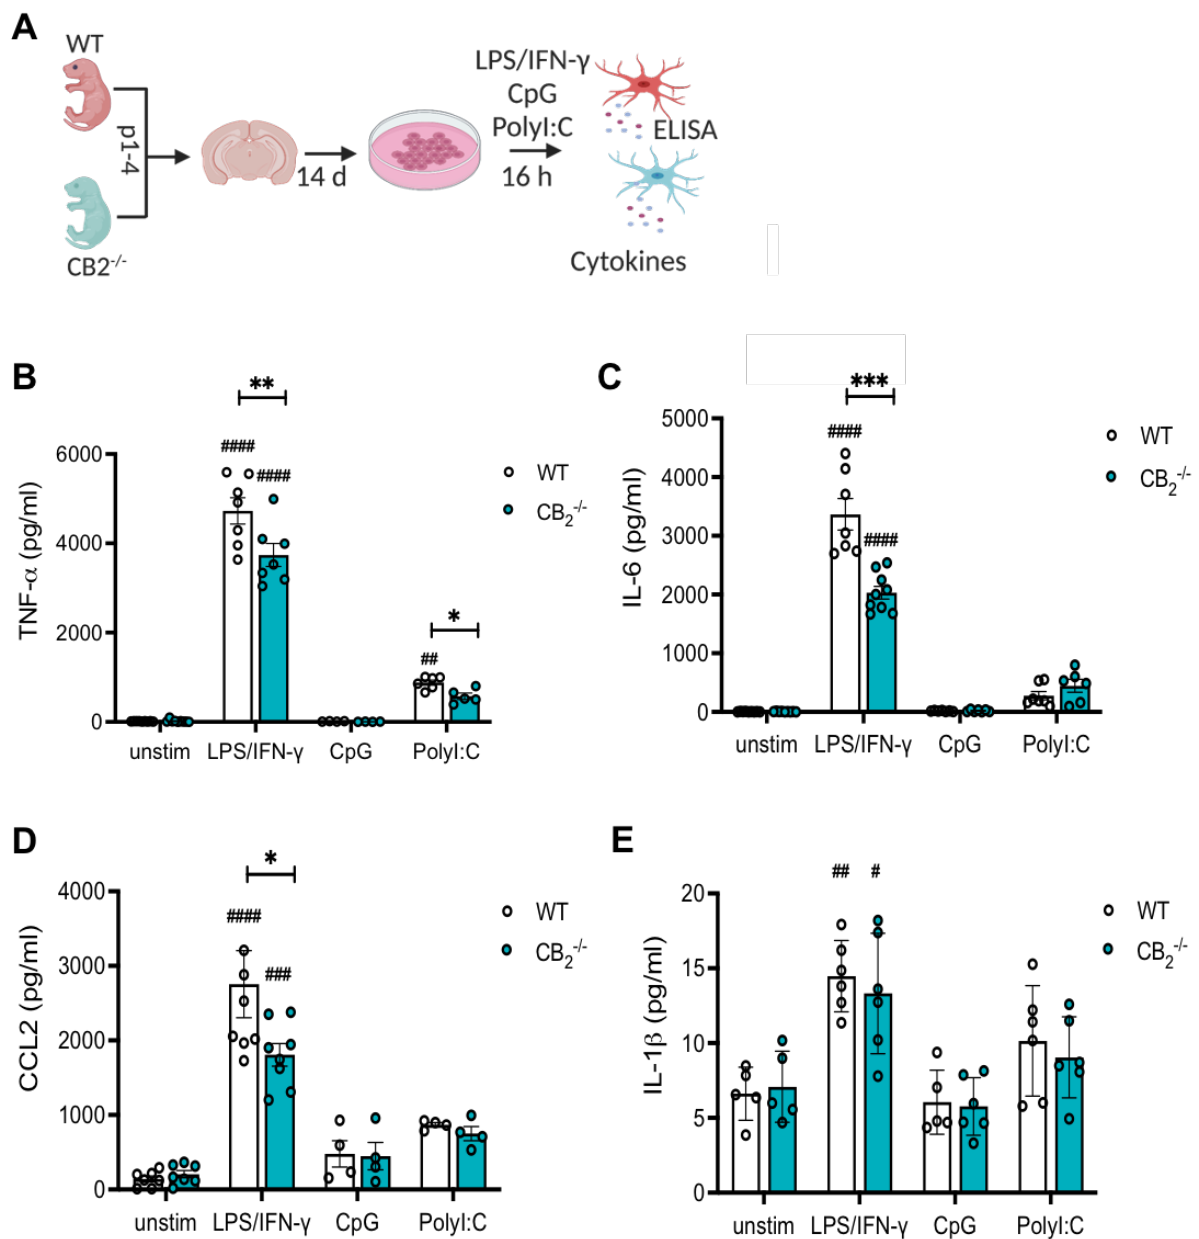 A
WT
CB2-/-
p1-4
14 d
LPS/IFN-γ
CpG
PolyI:C
16 h
ELISA
Cytokines
B
**
####
####
##
*
TNF-α (pg/ml)
6000
4000
2000
0
unstim LPS/IFN-γ CpG PolyI:C
WT
CB2-/-
C
***
####
####
IL-6 (pg/ml)
5000
4000
3000
2000
1000
0
unstim LPS/IFN-γ CpG PolyI:C
WT
CB2-/-
D
*
####
###
CCL2 (pg/ml)
4000
3000
2000
1000
0
unstim LPS/IFN-γ CpG PolyI:C
WT
CB2-/-
E
## #
IL-1β (pg/ml)
20
15
10
5
0
unstim LPS/IFN-γ CpG PolyI:C
WT
CB2-/-